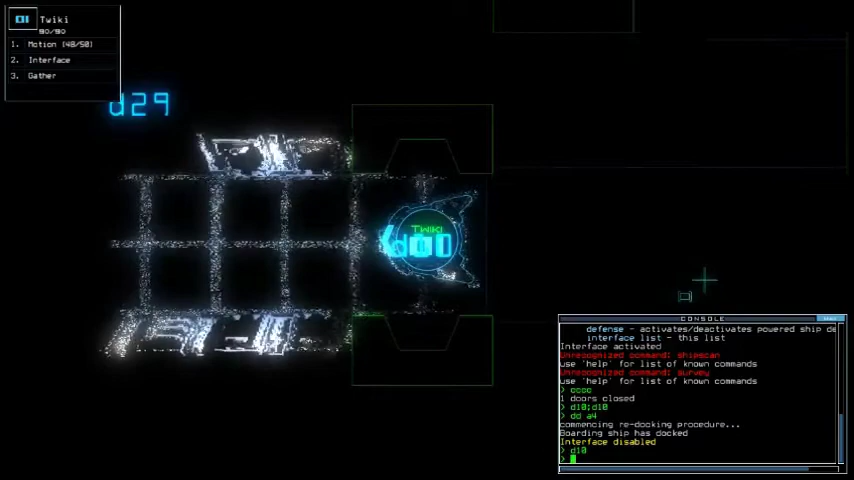 Twiki
90/90
1. Motion (48/50)
2. Interface
3. Gather
d29
Twiki
CONSOLE
defense - activates/deactivates powered ship de
interface list - this list
Interface activated
Unrecognized command: shipscan
use 'help' for list of known commands
Unrecognized command: survey
use 'help' for list of known commands
> cccc
1 doors closed
> d10;d10
> dd a4
commencing re-docking procedure...
Boarding ship has docked
Interface disabled
> d10
>